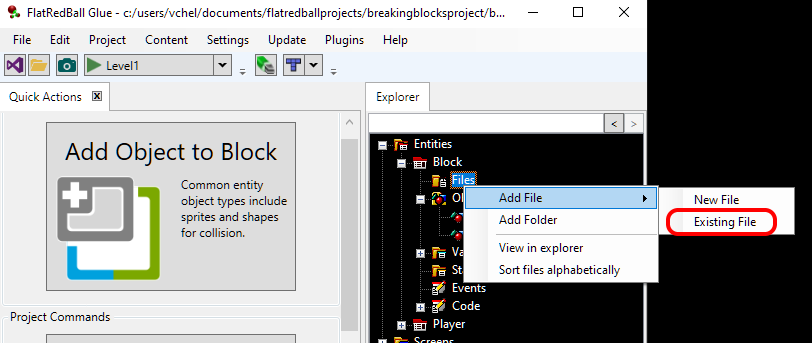 FlatRedBall Glue - c:/users/vchel/documents/flatredballprojects/breakingblocksproject/b...
File Edit Project Content Settings Update Plugins Help
Level1
Quick Actions
Explorer
Add Object to Block
Common entity
object types include
sprites and shapes
for collision.
Project Commands
< >
Entities
Block
Files
Ol
Va
Sta
Events
Code
Player
Screens
Add File
Add Folder
View in explorer
Sort files alphabetically
New File
Existing File